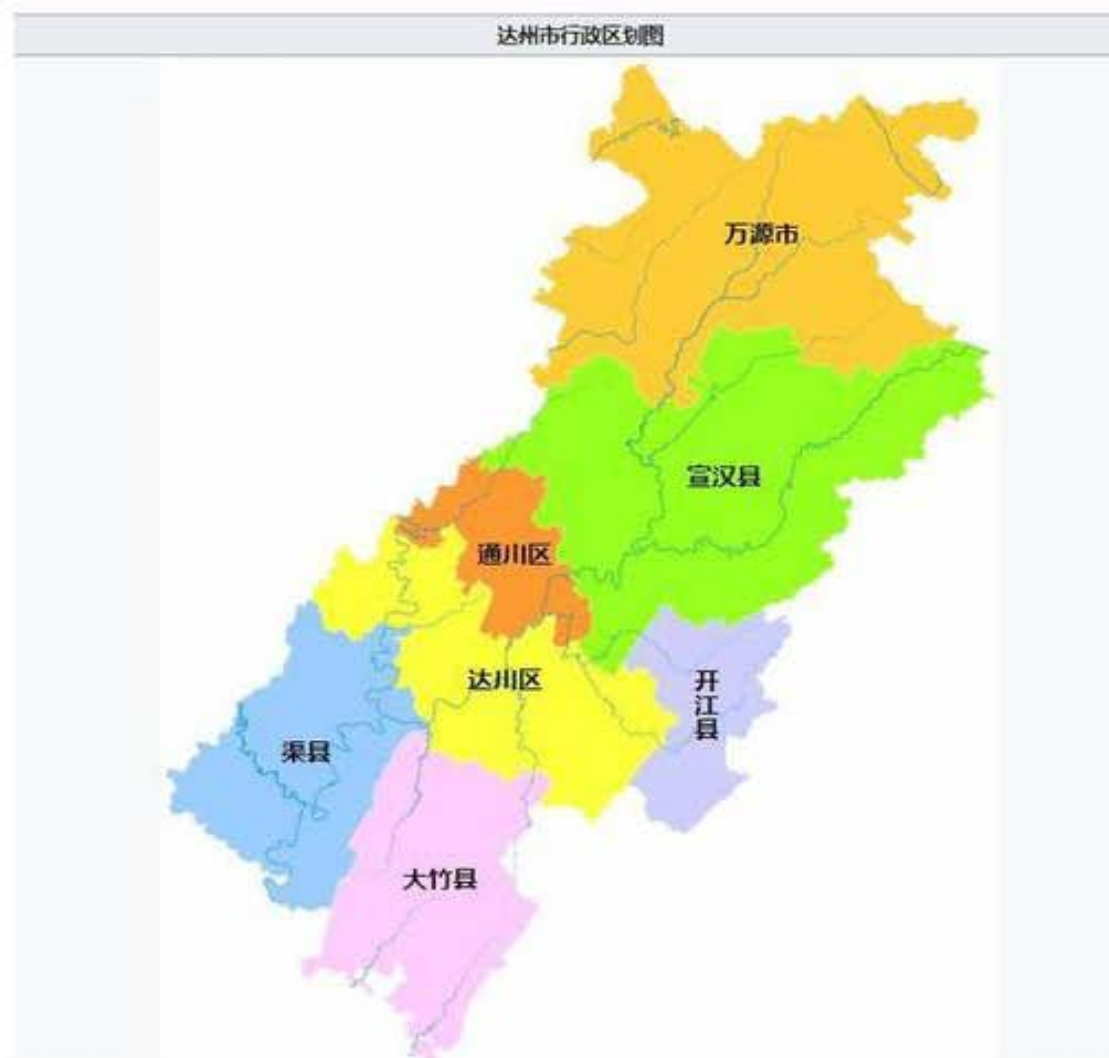 达州市行政区划图
万源市
宣汉县
通川区
达川区
开江县
渠县
大竹县